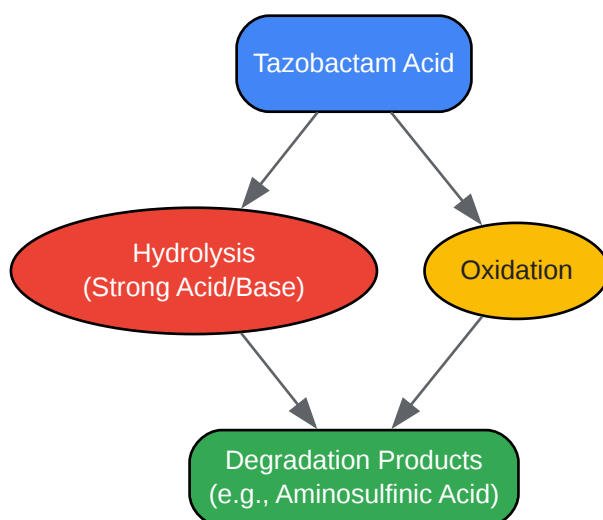 Tazobactam Acid
Hydrolysis
(Strong Acid/Base)
Oxidation
Degradation Products
(e.g., Aminosulfinic Acid)